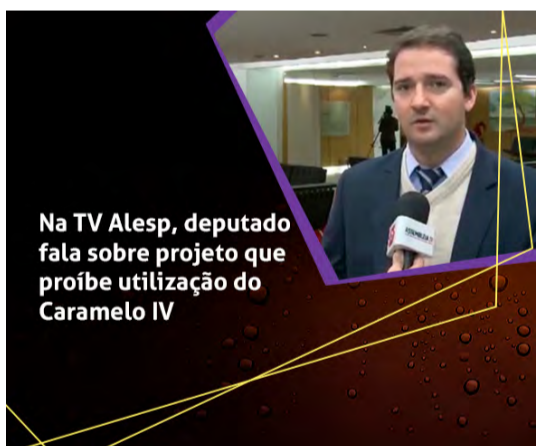 Na TV Alesp, deputado
fala sobre projeto que
proíbe utilização do
Caramelo IV